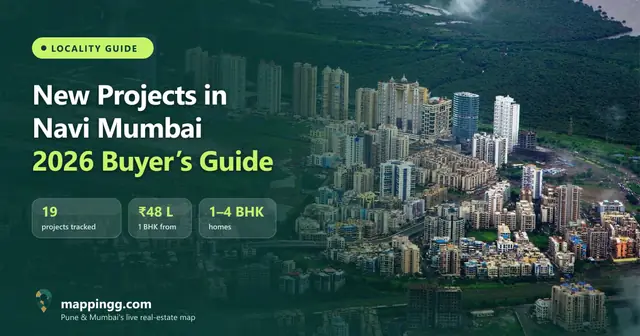 LOCALITY GUIDE
New Projects in
Navi Mumbai
2026 Buyer’s Guide
19
projects tracked
₹48 L
1 BHK from
1–4 BHK
homes
mappingg.com
Pune & Mumbai's live real-estate map